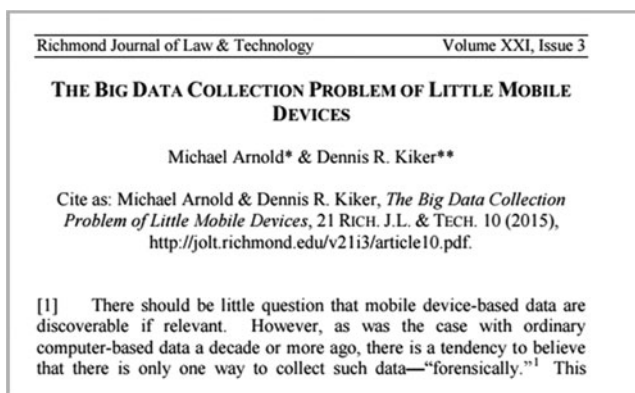 Richmond Journal of Law & Technology Volume XXI, Issue 3
THE BIG DATA COLLECTION PROBLEM OF LITTLE MOBILE
DEVICES
Michael Arnold* & Dennis R. Kiker**
Cite as: Michael Arnold & Dennis R. Kiker, The Big Data Collection
Problem of Little Mobile Devices, 21 RICH. J.L. & TECH. 10 (2015),
http://jolt.richmond.edu/v21i3/article10.pdf.
[1] There should be little question that mobile device-based data are
discoverable if relevant. However, as was the case with ordinary
computer-based data a decade or more ago, there is a tendency to believe
that there is only one way to collect such data—“forensically.”1 This